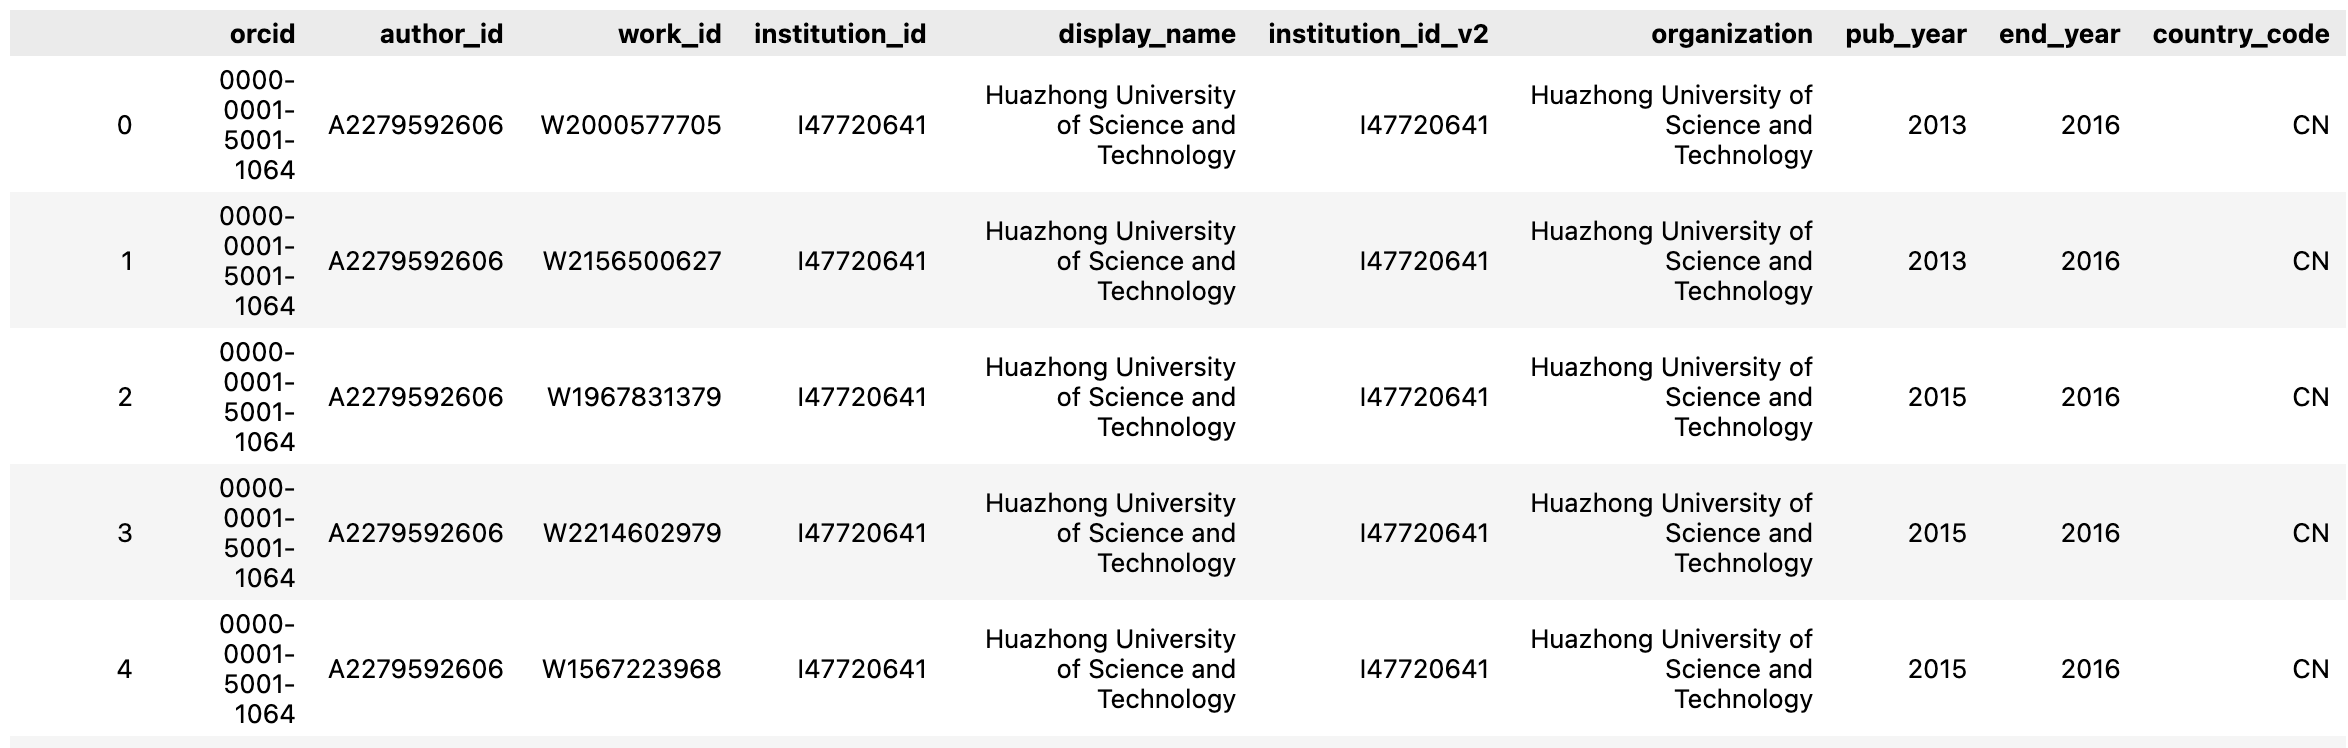 orcid author_id work_id institution_id display_name institution_id_v2 organization pub_year end_year country_code
0 0000-0001-5001-1064 A2279592606 W2000577705 I47720641 Huazhong University of Science and Technology I47720641 Huazhong University of Science and Technology 2013 2016 CN
1 0000-0001-5001-1064 A2279592606 W2156500627 I47720641 Huazhong University of Science and Technology I47720641 Huazhong University of Science and Technology 2013 2016 CN
2 0000-0001-5001-1064 A2279592606 W1967831379 I47720641 Huazhong University of Science and Technology I47720641 Huazhong University of Science and Technology 2015 2016 CN
3 0000-0001-5001-1064 A2279592606 W2214602979 I47720641 Huazhong University of Science and Technology I47720641 Huazhong University of Science and Technology 2015 2016 CN
4 0000-0001-5001-1064 A2279592606 W1567223968 I47720641 Huazhong University of Science and Technology I47720641 Huazhong University of Science and Technology 2015 2016 CN